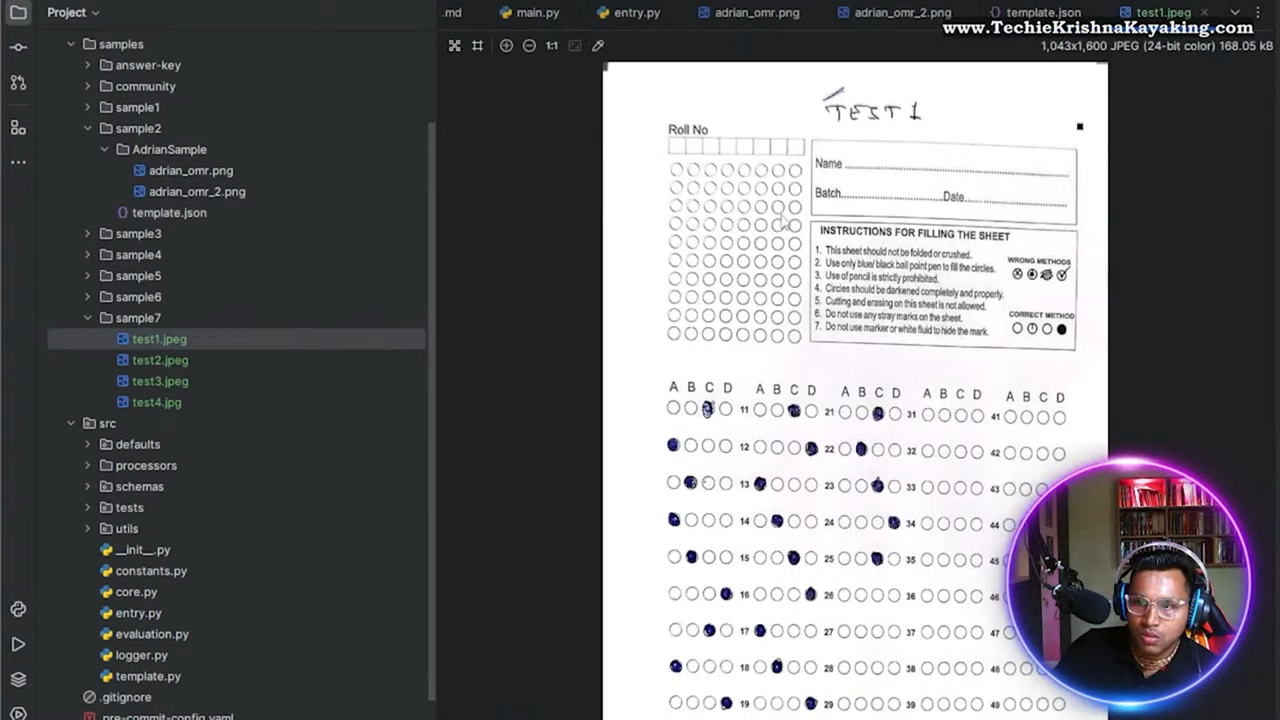 Project
.md
main.py
entry.py
adrian_omr.png
adrian_omr_2.png
template.json
test1.jpeg
www.TechieKrishnaKayaking.com
1:1
1,043x1,600 JPEG (24-bit color) 168.05 kB
samples
answer-key
community
sample1
sample2
AdrianSample
adrian_omr.png
adrian_omr_2.png
template.json
sample3
sample4
sample5
sample6
sample7
test1.jpeg
test2.jpeg
test3.jpeg
test4.jpg
src
defaults
processors
schemas
tests
utils
__init__.py
constants.py
core.py
entry.py
evaluation.py
logger.py
template.py
.gitignore
.pre-commit-config.yaml
TEST 1
Roll No
Name
Batch Date
INSTRUCTIONS FOR FILLING THE SHEET
1. This sheet should not be folded or crushed.
2. Use only blue/ black ball point pen to fill the circles.
3. Use of pencil is strictly prohibited.
4. Circles should be darkened completely and properly.
5. Cutting and erasing on this sheet is not allowed.
6. Do not use any stray marks on the sheet.
7. Do not use marker or white fluid to hide the mark.
WRONG METHODS
CORRECT METHOD
A B C D A B C D A B C D A B C D A B C D
11 21 31 41
12 22 32 42
13 23 33 43
14 24 34 44
15 25 35 45
16 26 36 46
17 27 37 47
18 28 38 48
19 29 39 49